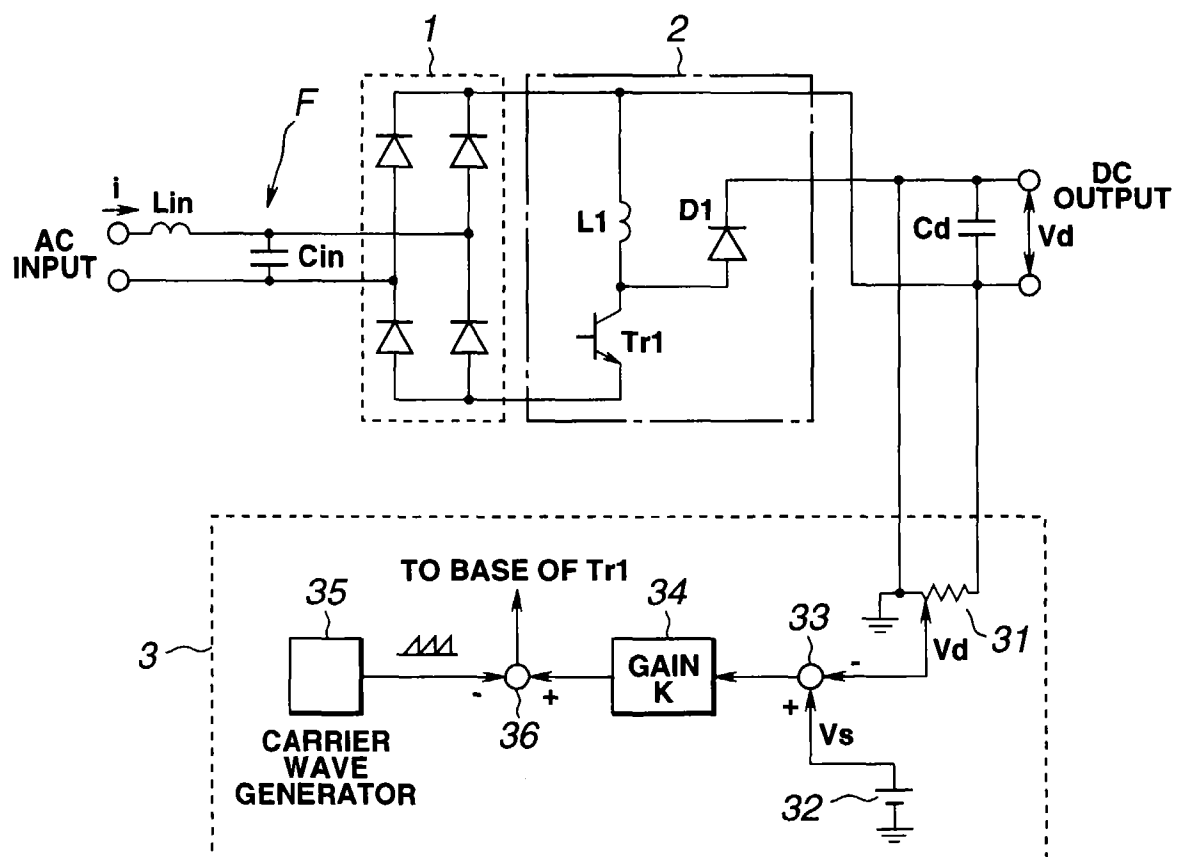 1
2
F
i
Lin
AC
INPUT
Cin
L1
D1
Tr1
Cd
Vd
DC
OUTPUT
TO BASE OF Tr1
35
34
33
31
3
Vd
GAIN
K
-
+
-
+
36
Vs
32
CARRIER
WAVE
GENERATOR